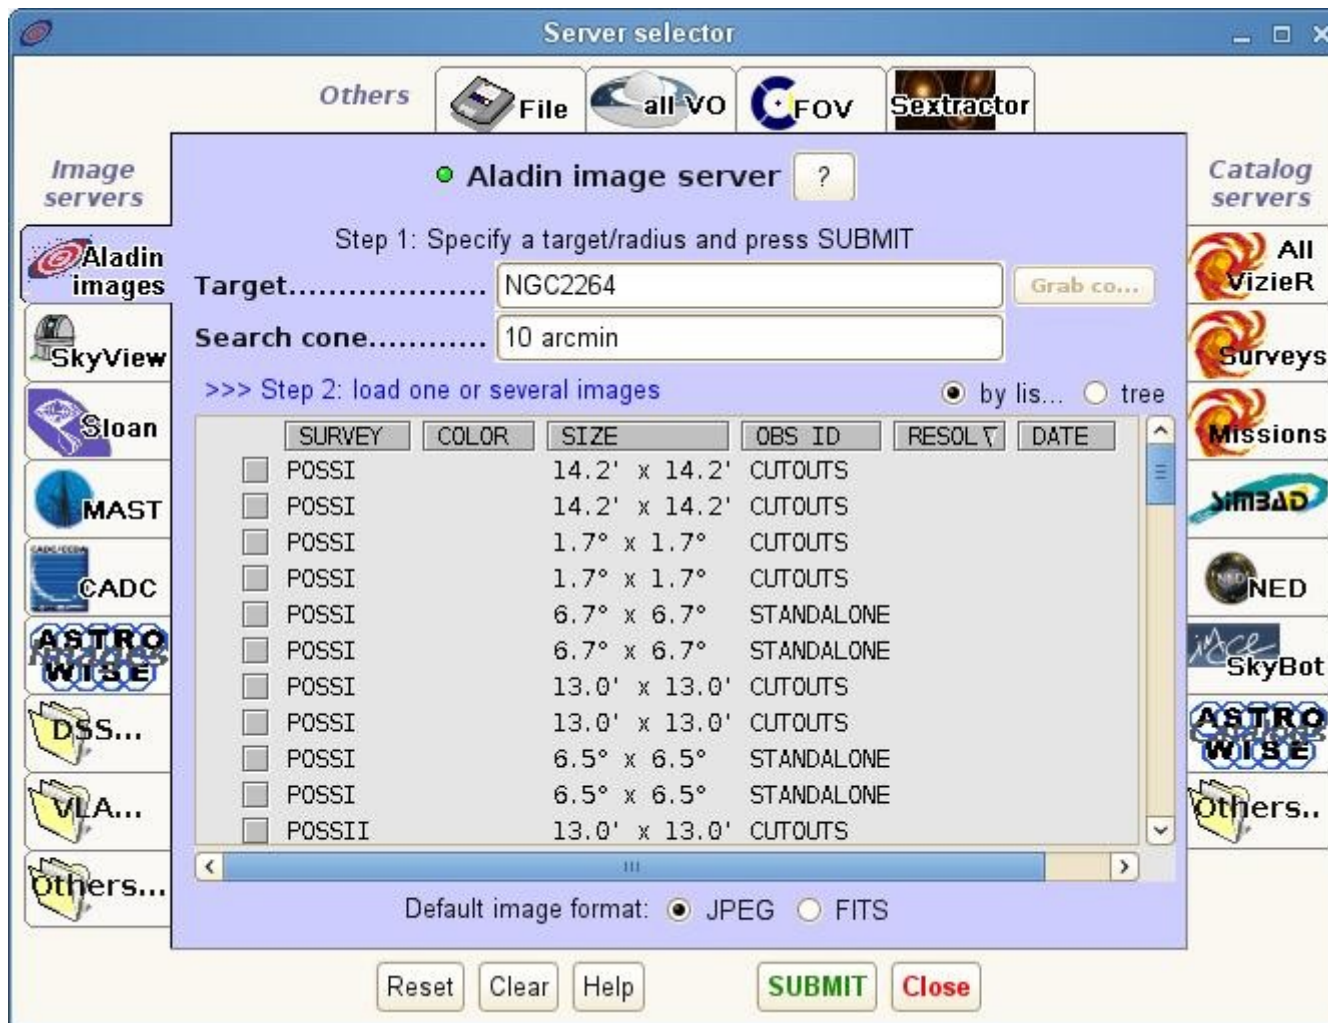 Server selector
Others
File
all VO
FOV
Sextractor
Image
servers
Catalog
servers
Aladin image server ?
Step 1: Specify a target/radius and press SUBMIT
Target.................... NGC2264 Grab co...
Search cone............ 10 arcmin
>>> Step 2: load one or several images by lis... tree
SURVEY COLOR SIZE OBS ID RESOL DATE
POSSI 14.2' x 14.2' CUTOUTS
POSSI 14.2' x 14.2' CUTOUTS
POSSI 1.7° x 1.7° CUTOUTS
POSSI 1.7° x 1.7° CUTOUTS
POSSI 6.7° x 6.7° STANDALONE
POSSI 6.7° x 6.7° STANDALONE
POSSI 13.0' x 13.0' CUTOUTS
POSSI 13.0' x 13.0' CUTOUTS
POSSI 6.5° x 6.5° STANDALONE
POSSI 6.5° x 6.5° STANDALONE
POSSII 13.0' x 13.0' CUTOUTS
Default image format: JPEG FITS
Aladin
images
SkyView
Sloan
MAST
CADC
ASTRO
images
WISE
DSS...
VLA...
Others...
All
VizieR
Surveys
Missions
SiMBAD
NED
SkyBot
ASTRO
WISE
Others..
Reset Clear Help SUBMIT Close